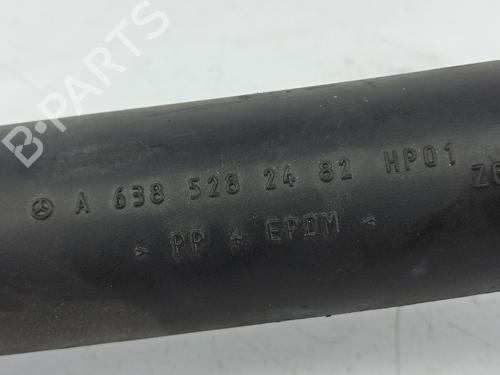 B-PARTS
A 638 528 24 82 HP01
> PP + EPDM <